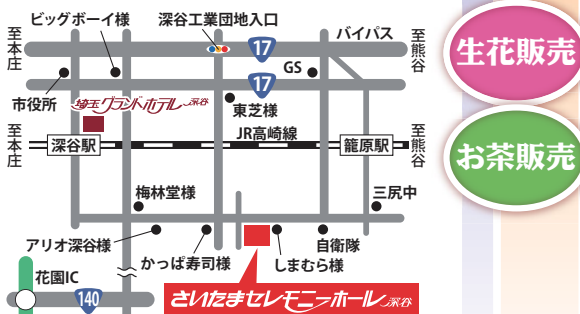 至本庄
ビッグボーイ様
深谷工業団地入口
17
バイパス
至熊谷
生花販売
市役所
埼玉グランドホテル深谷
17
GS
東芝様
至本庄
深谷駅
JR高崎線
籠原駅
至熊谷
お茶販売
梅林堂様
三尻中
アリオ深谷様
かっぱ寿司様
しまむら様
自衛隊
花園IC
140
さいたまセレモニーホール深谷